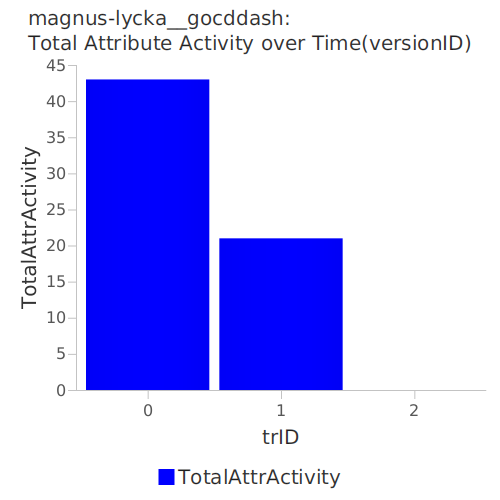 magnus-lycka__gocddash:
Total Attribute Activity over Time(versionID)
TotalAttrActivity
45
40
35
30
25
20
15
10
5
0
0 1 2
trID
TotalAttrActivity